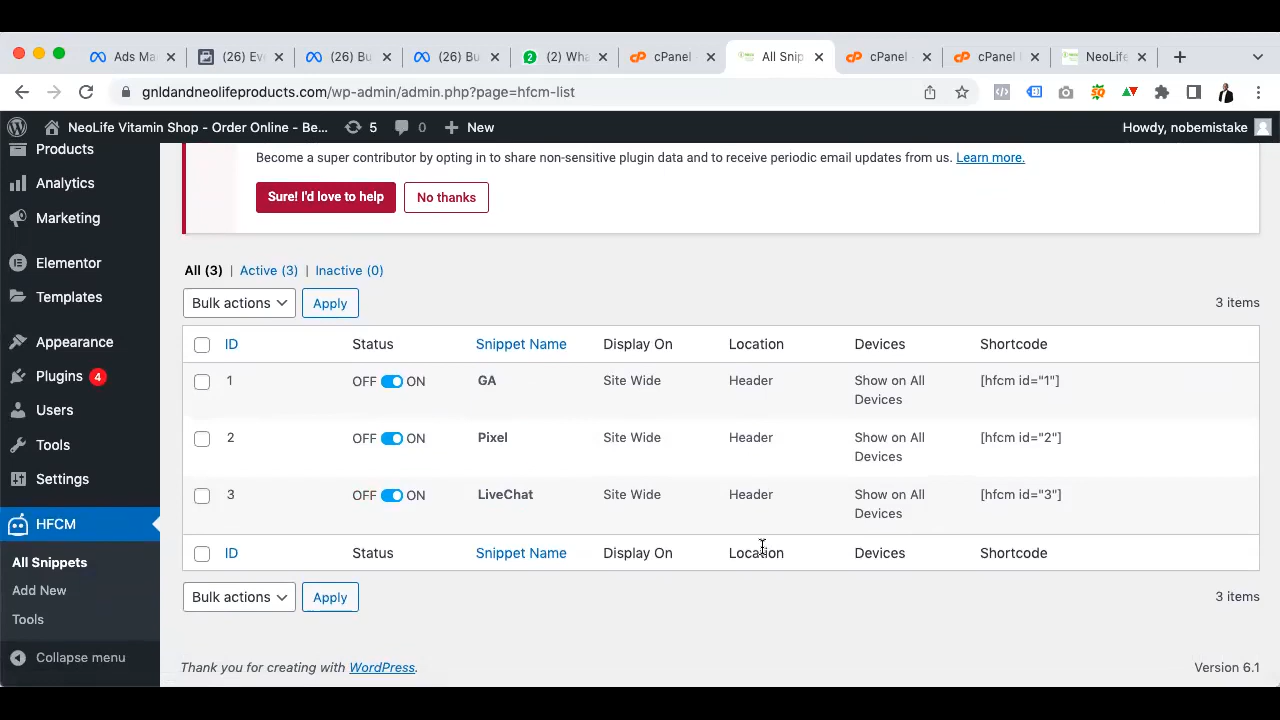 Ads Ma
(26) Ev
(26) Bu
(26) Bu
2
(2) Wha
cPanel
All Snip
cPanel
cPanel
NeoLife
gnldandneolifeproducts.com/wp-admin/admin.php?page=hfcm-list
NeoLife Vitamin Shop - Order Online - Be...
5
0
New
Howdy, nobemistake
Products
Analytics
Marketing
Elementor
Templates
Appearance
Plugins 4
Users
Tools
Settings
HFCM
All Snippets
Add New
Tools
Collapse menu
Become a super contributor by opting in to share non-sensitive plugin data and to receive periodic email updates from us. Learn more.
Sure! I'd love to help
No thanks
All (3) | Active (3) | Inactive (0)
Bulk actions
Apply
3 items
ID Status Snippet Name Display On Location Devices Shortcode
1 OFF ON GA Site Wide Header Show on All Devices [hfcm id="1"]
2 OFF ON Pixel Site Wide Header Show on All Devices [hfcm id="2"]
3 OFF ON LiveChat Site Wide Header Show on All Devices [hfcm id="3"]
ID Status Snippet Name Display On Location Devices Shortcode
Bulk actions
Apply
3 items
Thank you for creating with WordPress.
Version 6.1